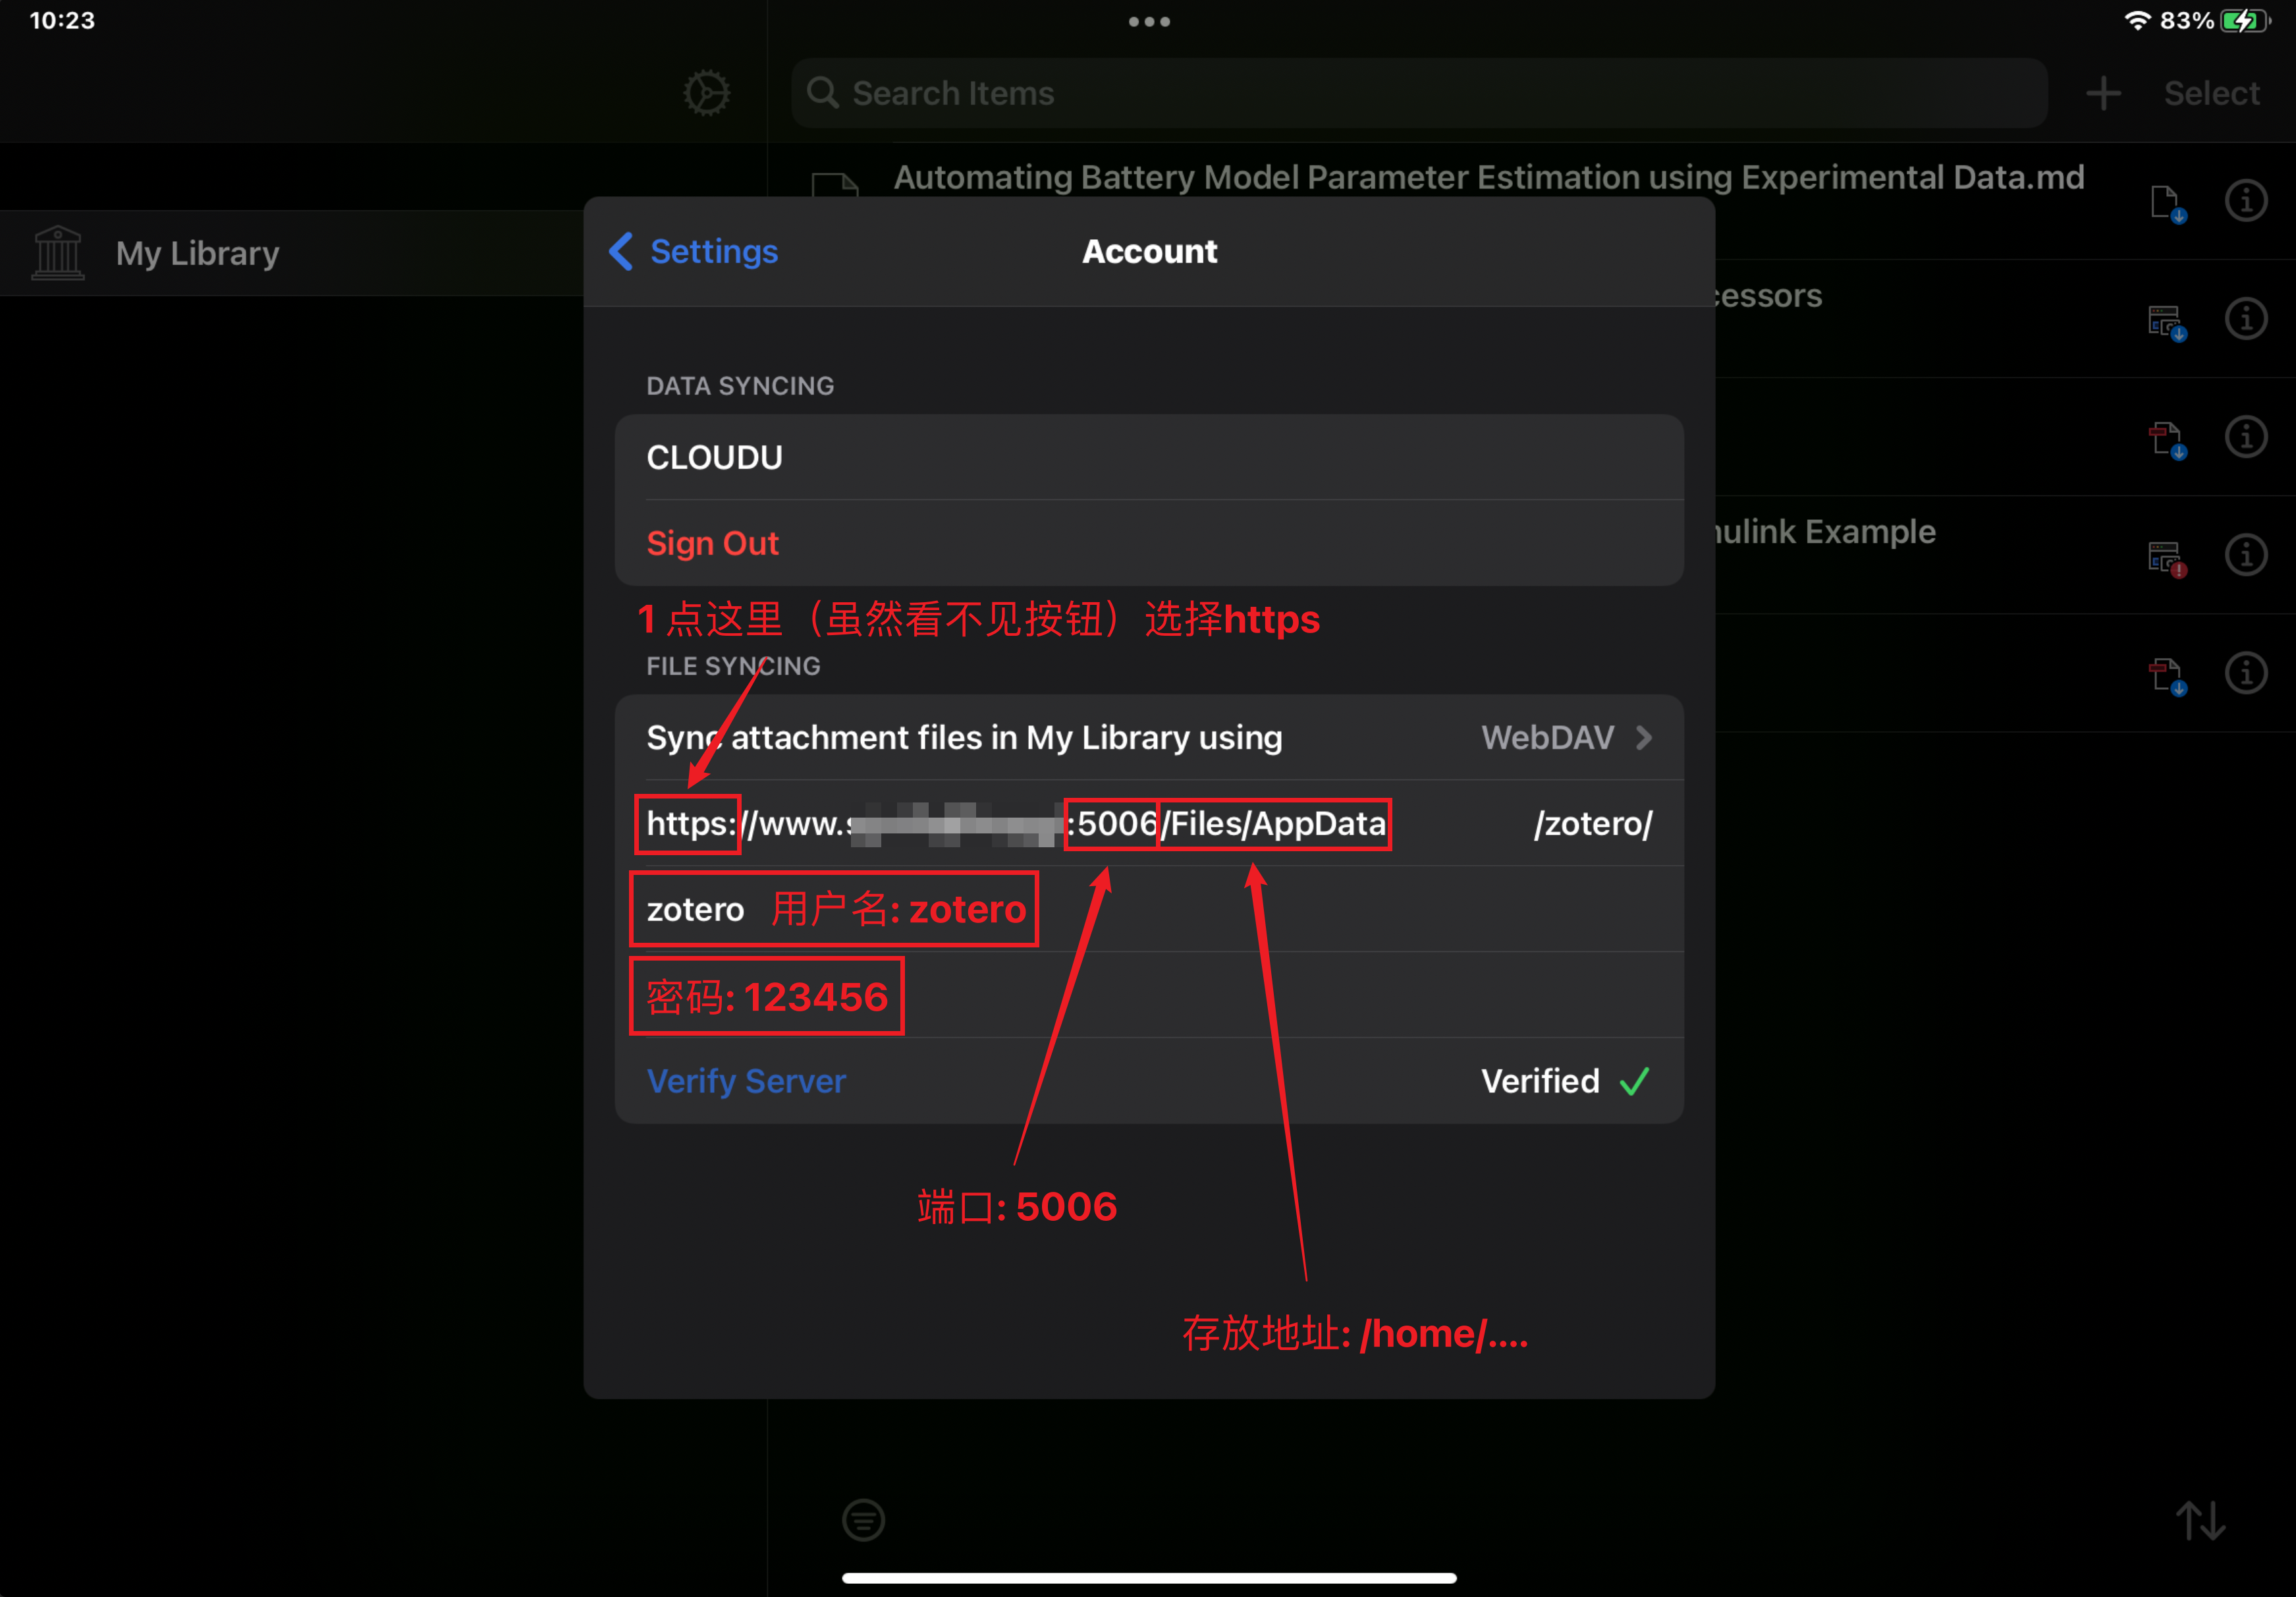 10:23
83%
Search Items
Select
Automating Battery Model Parameter Estimation using Experimental Data.md
My Library
Settings
Account
cessors
DATA SYNCING
CLOUDU
Sign Out
ulink Example
1 点这里（虽然看不见按钮）选择https
FILE SYNCING
Sync attachment files in My Library using
WebDAV
https://www.s :5006/Files/AppData
/zotero/
zotero 用户名: zotero
密码: 123456
Verify Server
Verified
端口: 5006
存放地址: /home/....